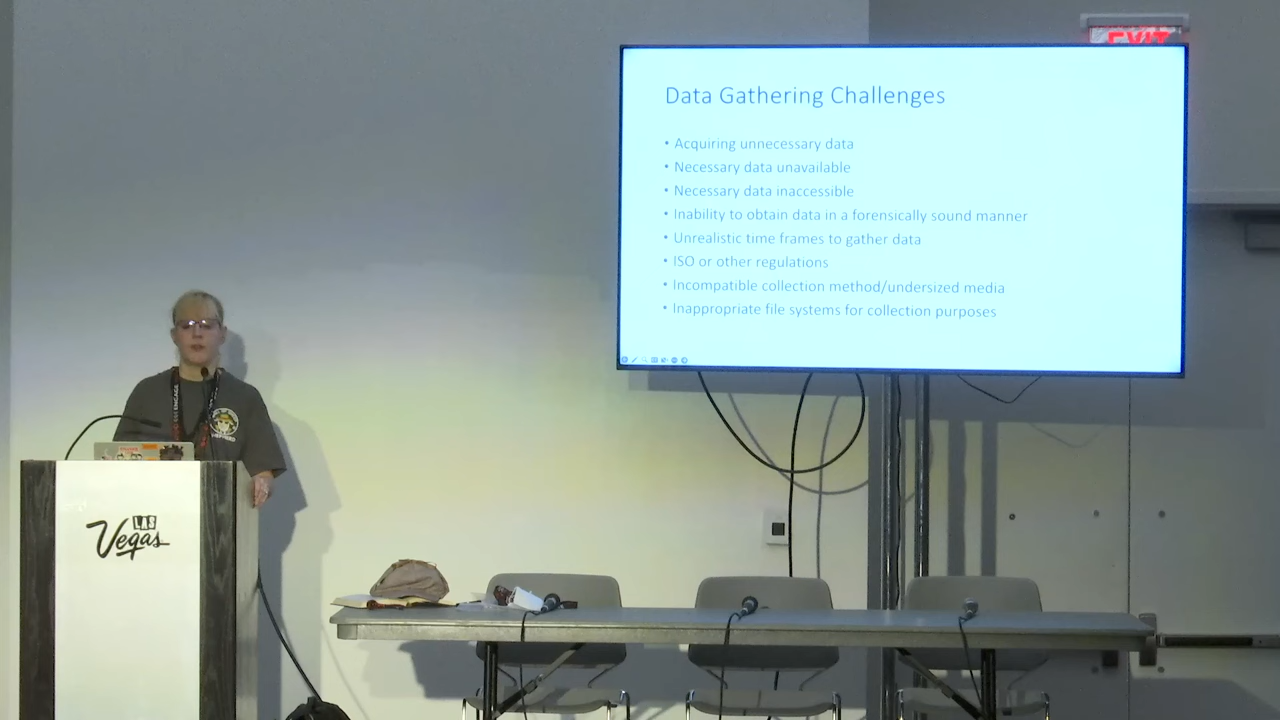 EXIT
Data Gathering Challenges
• Acquiring unnecessary data
• Necessary data unavailable
• Necessary data inaccessible
• Inability to obtain data in a forensically sound manner
• Unrealistic time frames to gather data
• ISO or other regulations
• Incompatible collection method/undersized media
• Inappropriate file systems for collection purposes
ENGAGE
LAS
Vegas